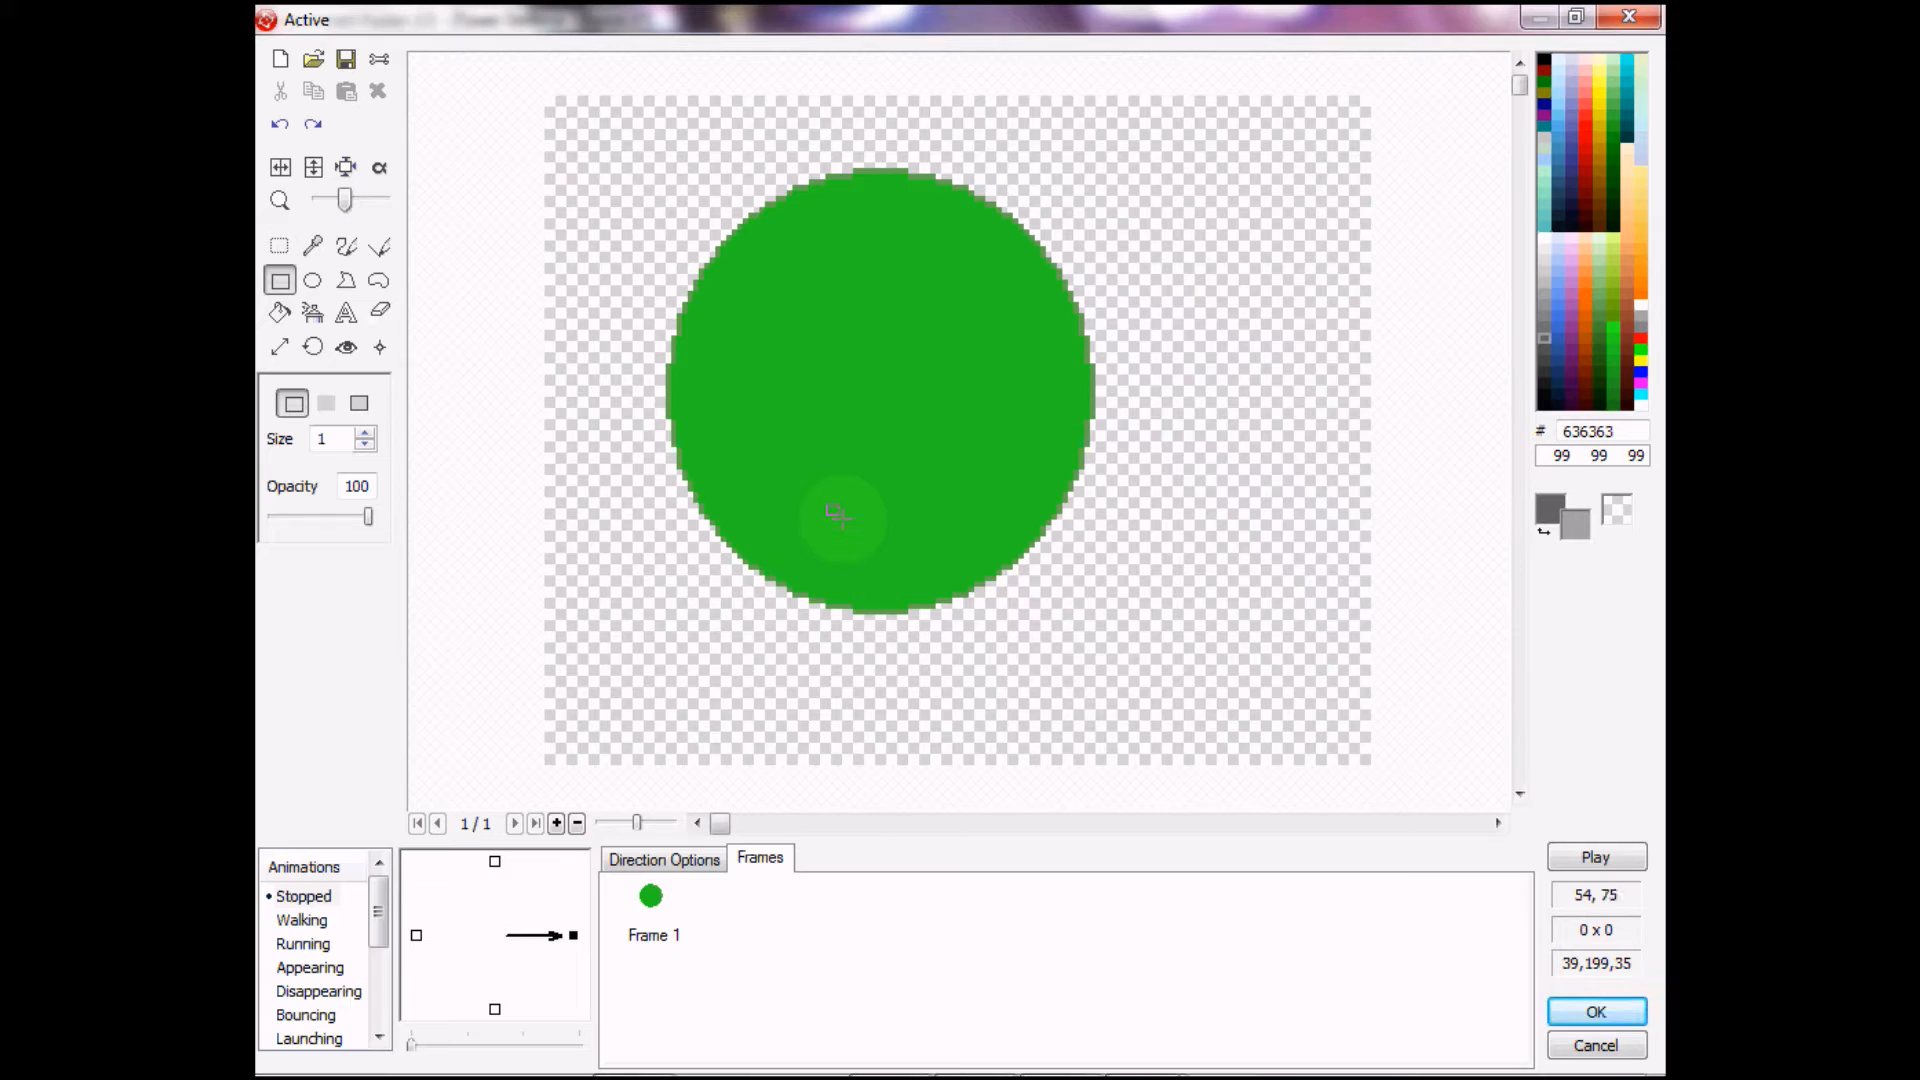 Active
Size 1
Opacity 100
# 636363
99 99 99
1 / 1
Animations
Stopped
Walking
Running
Appearing
Disappearing
Bouncing
Launching
Direction Options Frames
Frame 1
Play
54, 75
0 x 0
39,199,35
OK
Cancel